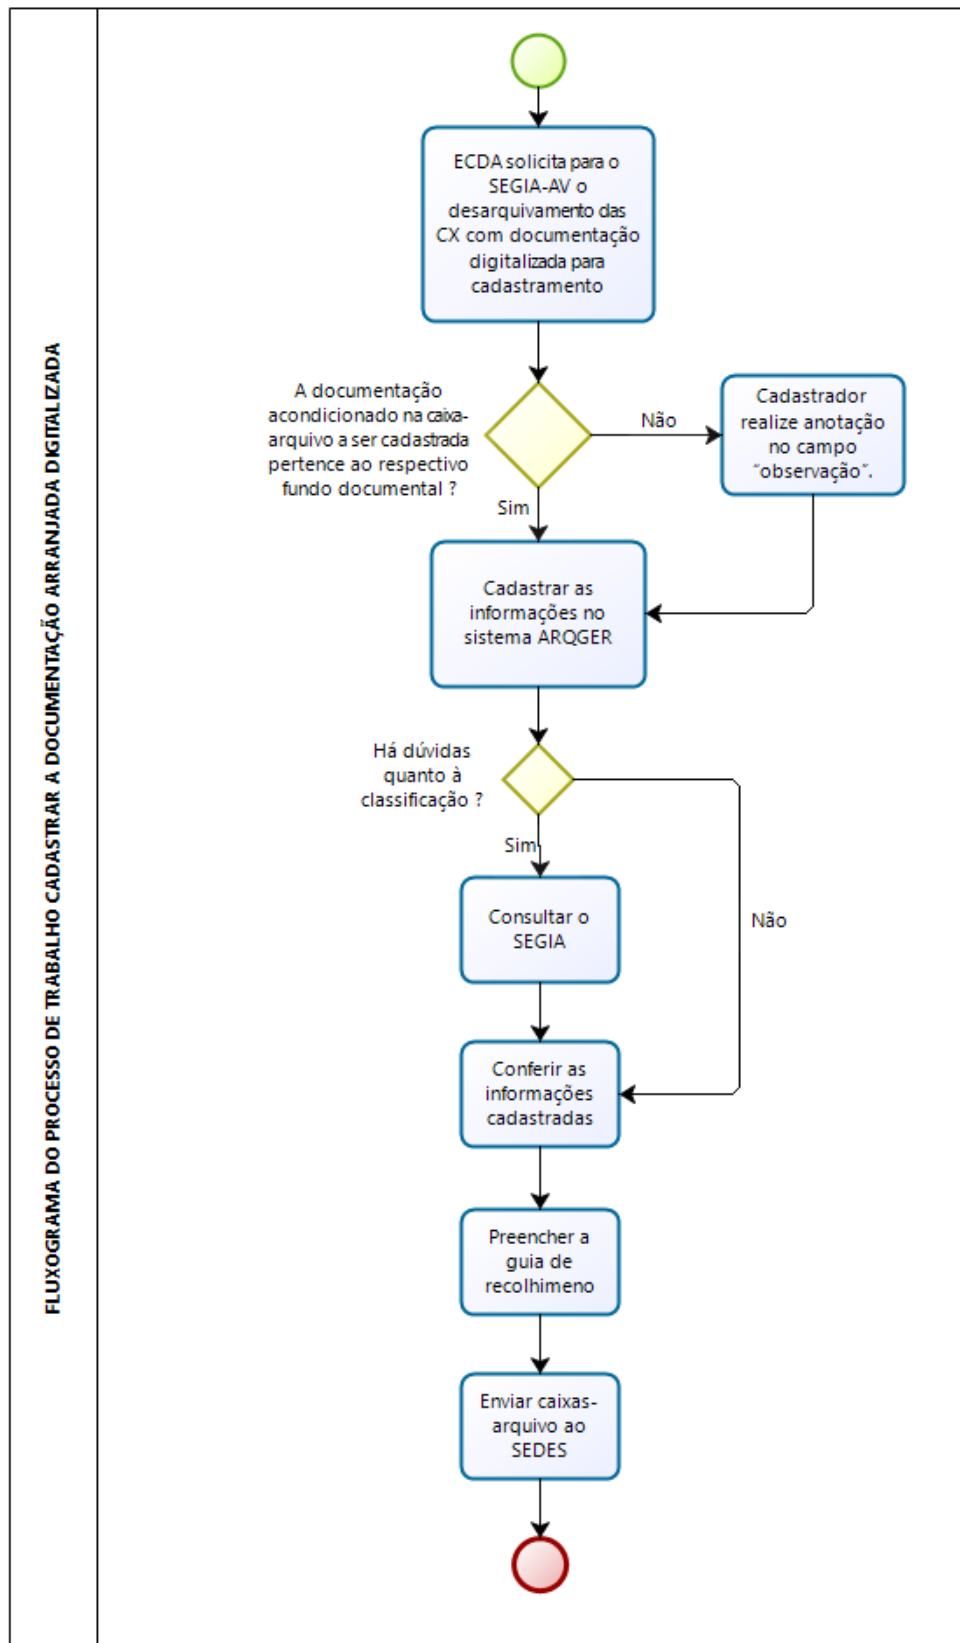 FLUXOGRAMA DO PROCESSO DE TRABALHO CADASTRAR A DOCUMENTAÇÃO ARRANJADA DIGITALIZADA
ECDA solicita para o
SEGIA-AV o
desarquivamento das
CX com documentação
digitalizada para
cadastramento
A documentação
acondicionado na caixa-
arquivo a ser cadastrada
pertence ao respectivo
fundo documental ?
Não
Cadastrador
realize anotação
no campo
“observação”.
Sim
Cadastrar as
informações no
sistema ARQGER
Há dúvidas
quanto à
classificação ?
Sim
Não
Consultar o
SEGIA
Conferir as
informações
cadastradas
Preencher a
guia de
recolhimeno
Enviar caixas-
arquivo ao
SEDES